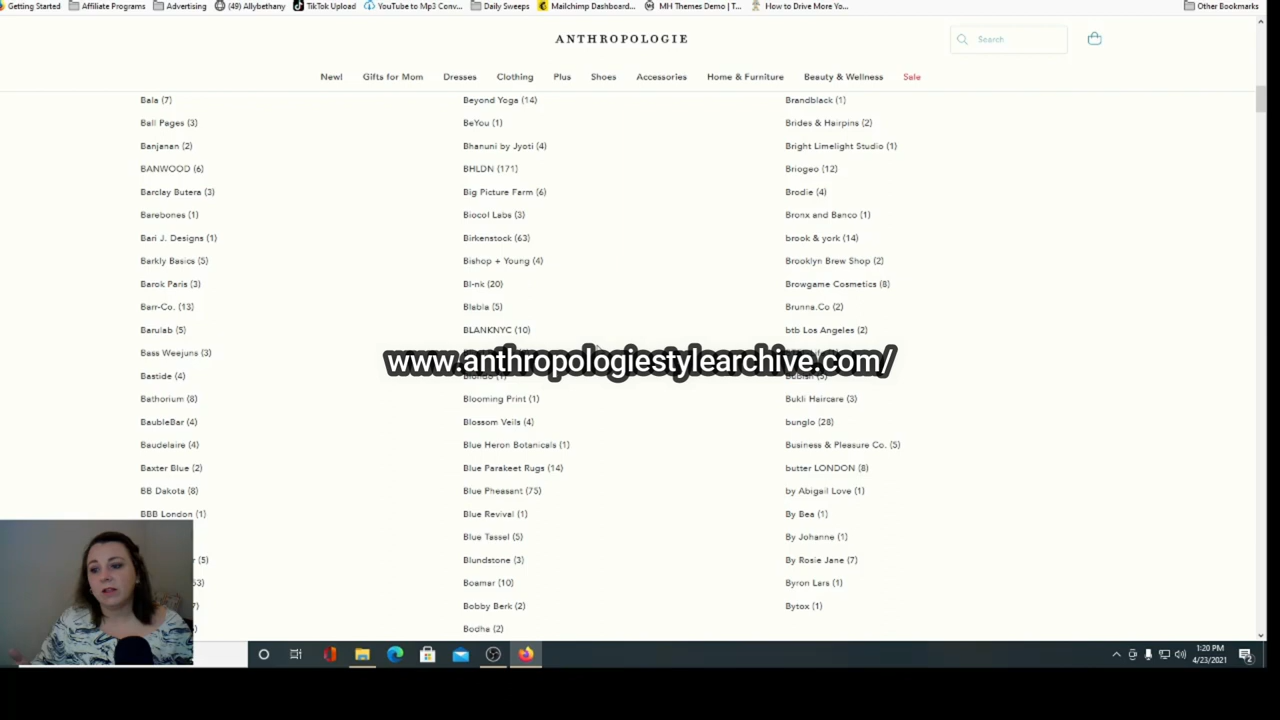 Getting Started Affiliate Programs Advertising (49) Allybethany TikTok Upload YouTube to Mp3 Conv... Daily Sweeps Mailchimp Dashboard... MH Themes Demo | T... How to Drive More Yo... Other Bookmarks
ANTHROPOLOGIE
Search
New! Gifts for Mom Dresses Clothing Plus Shoes Accessories Home & Furniture Beauty & Wellness Sale
Bala (7)
Ball Pages (3)
Banjanan (2)
BANWOOD (6)
Barclay Butera (3)
Barebones (1)
Bari J. Designs (1)
Barkly Basics (5)
Barok Paris (3)
Barr-Co. (13)
Barulab (5)
Bass Weejuns (3)
Bastide (4)
Bathorium (8)
BaubleBar (4)
Baudelaire (4)
Baxter Blue (2)
BB Dakota (8)
BBB London (1)
(5)
Beyond Yoga (14)
BeYou (1)
Bhanuni by Jyoti (4)
BHLDN (171)
Big Picture Farm (6)
Biocol Labs (3)
Birkenstock (63)
Bishop + Young (4)
Bl-nk (20)
Blabla (5)
BLANKNYC (10)
Blooming Print (1)
Blossom Veils (4)
Blue Heron Botanicals (1)
Blue Parakeet Rugs (14)
Blue Pheasant (75)
Blue Revival (1)
Blue Tassel (5)
Blundstone (3)
Boamar (10)
Bobby Berk (2)
Bodha (2)
Brandblack (1)
Brides & Hairpins (2)
Bright Limelight Studio (1)
Briogeo (12)
Brodie (4)
Bronx and Banco (1)
brook & york (14)
Brooklyn Brew Shop (2)
Browgame Cosmetics (8)
Brunna.Co (2)
btb Los Angeles (2)
Bukli Haircare (3)
bunglo (28)
Business & Pleasure Co. (5)
butter LONDON (8)
by Abigail Love (1)
By Bea (1)
By Johanne (1)
By Rosie Jane (7)
Byron Lars (1)
Bytox (1)
www.anthropologiestylearchive.com/
1:20 PM
4/23/2021